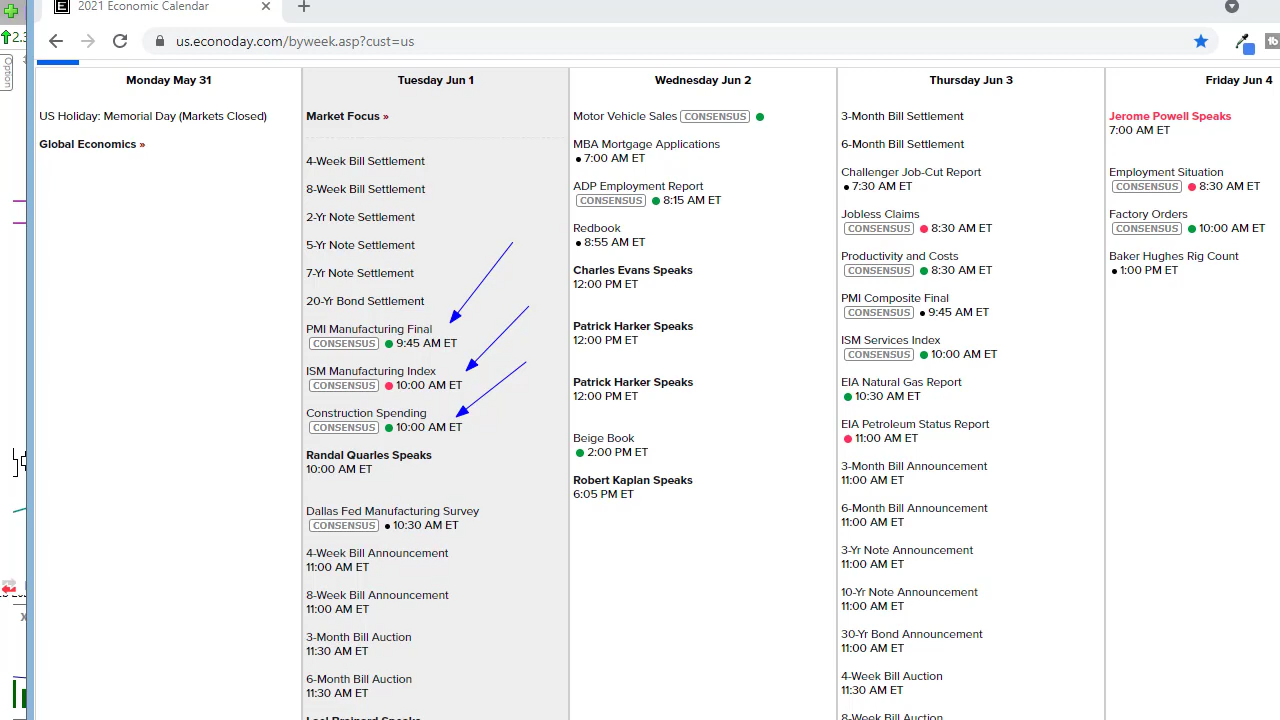 2021 Economic Calendar
us.econoday.com/byweek.asp?cust=us
2.3
Option
Monday May 31
US Holiday: Memorial Day (Markets Closed)
Global Economics »
Tuesday Jun 1
Market Focus »
4-Week Bill Settlement
8-Week Bill Settlement
2-Yr Note Settlement
5-Yr Note Settlement
7-Yr Note Settlement
20-Yr Bond Settlement
PMI Manufacturing Final
CONSENSUS 9:45 AM ET
ISM Manufacturing Index
CONSENSUS 10:00 AM ET
Construction Spending
CONSENSUS 10:00 AM ET
Randal Quarles Speaks
10:00 AM ET
Dallas Fed Manufacturing Survey
CONSENSUS 10:30 AM ET
4-Week Bill Announcement
11:00 AM ET
8-Week Bill Announcement
11:00 AM ET
3-Month Bill Auction
11:30 AM ET
6-Month Bill Auction
11:30 AM ET
Lael Brainard Speaks
Wednesday Jun 2
Motor Vehicle Sales CONSENSUS
MBA Mortgage Applications
7:00 AM ET
ADP Employment Report
CONSENSUS 8:15 AM ET
Redbook
8:55 AM ET
Charles Evans Speaks
12:00 PM ET
Patrick Harker Speaks
12:00 PM ET
Patrick Harker Speaks
12:00 PM ET
Beige Book
2:00 PM ET
Robert Kaplan Speaks
6:05 PM ET
Thursday Jun 3
3-Month Bill Settlement
6-Month Bill Settlement
Challenger Job-Cut Report
7:30 AM ET
Jobless Claims
CONSENSUS 8:30 AM ET
Productivity and Costs
CONSENSUS 8:30 AM ET
PMI Composite Final
CONSENSUS 9:45 AM ET
ISM Services Index
CONSENSUS 10:00 AM ET
EIA Natural Gas Report
10:30 AM ET
EIA Petroleum Status Report
11:00 AM ET
3-Month Bill Announcement
11:00 AM ET
6-Month Bill Announcement
11:00 AM ET
3-Yr Note Announcement
11:00 AM ET
10-Yr Note Announcement
11:00 AM ET
30-Yr Bond Announcement
11:00 AM ET
4-Week Bill Auction
11:30 AM ET
8-Week Bill Auction
Friday Jun 4
Jerome Powell Speaks
7:00 AM ET
Employment Situation
CONSENSUS 8:30 AM ET
Factory Orders
CONSENSUS 10:00 AM ET
Baker Hughes Rig Count
1:00 PM ET